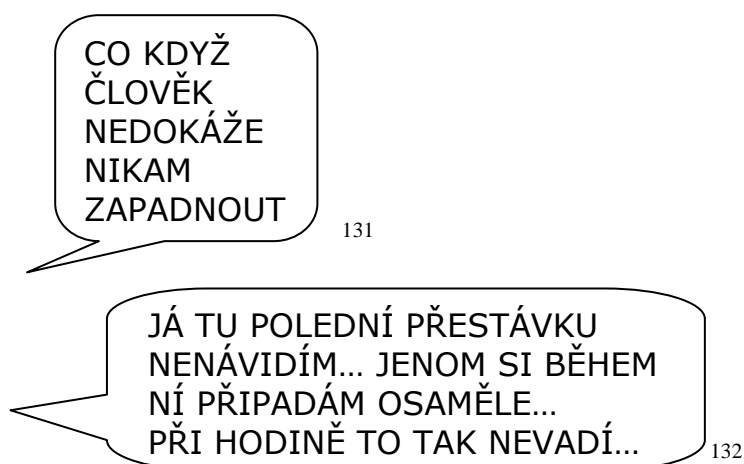 CO KDYŽ
ČLOVĚK
NEDOKÁŽE
NIKAM
ZAPADNOUT
131
JÁ TU POLEDNÍ PŘESTÁVKU
NENÁVIDÍM... JENOM SI BĚHEM
NÍ PŘIPADÁM OSAMĚLE...
PŘI HODINĚ TO TAK NEVADÍ...
132